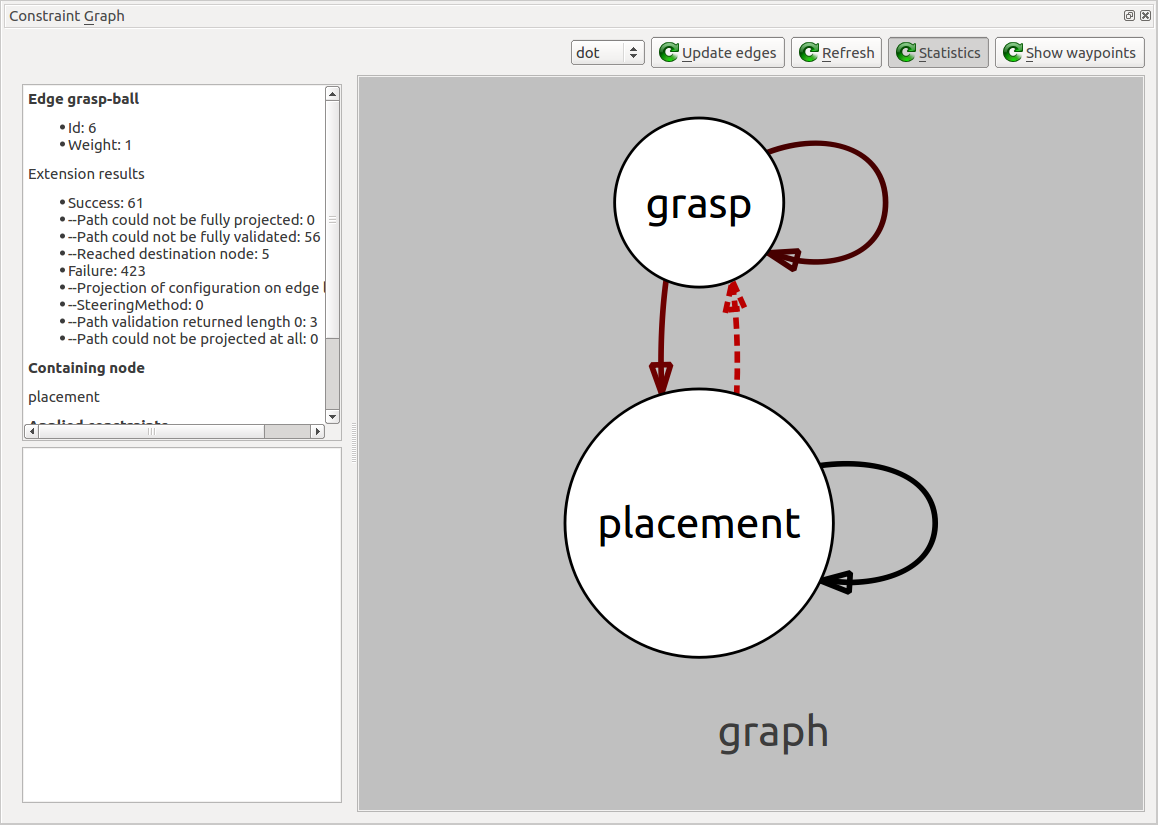 Constraint Graph
dot
Update edges
Refresh
Statistics
Show waypoints
Edge grasp-ball
Id: 6
Weight: 1
Extension results
Success: 61
--Path could not be fully projected: 0
--Path could not be fully validated: 56
--Reached destination node: 5
Failure: 423
--Projection of configuration on edge
--SteeringMethod: 0
--Path validation returned length 0: 3
--Path could not be projected at all: 0
Containing node
placement
Applied constraints
grasp
placement
graph